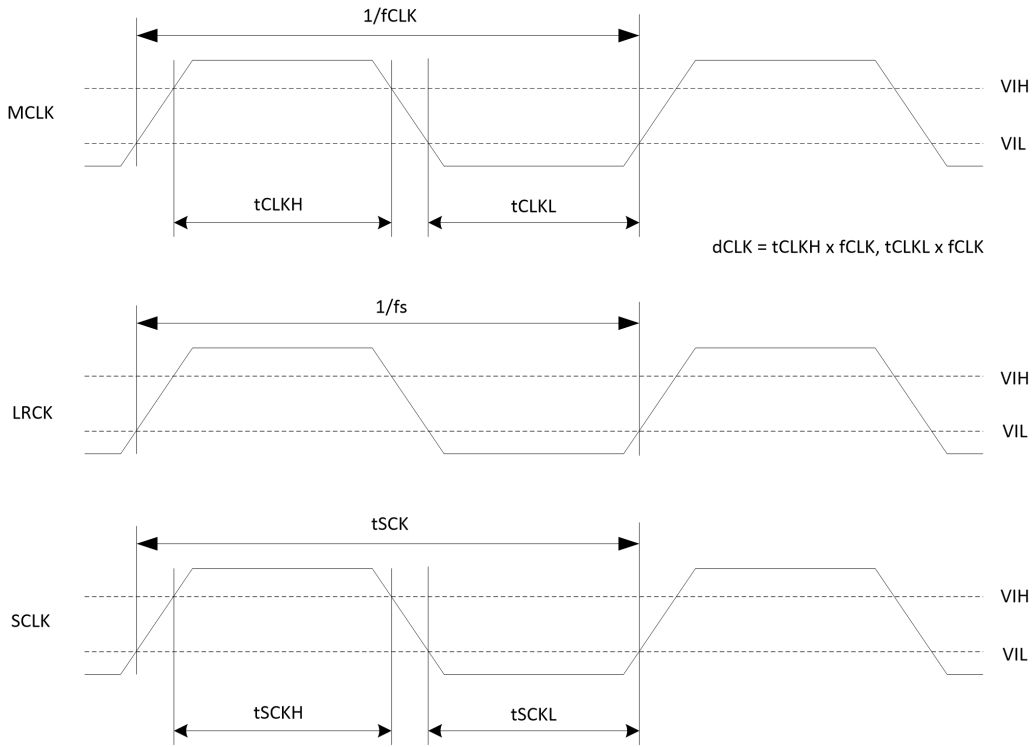 1/fCLK
VIH
MCLK
VIL
tCLKH
tCLKL
dCLK = tCLKH x fCLK, tCLKL x fCLK
1/fs
VIH
LRCK
VIL
tSCK
VIH
SCLK
VIL
tSCKH
tSCKL